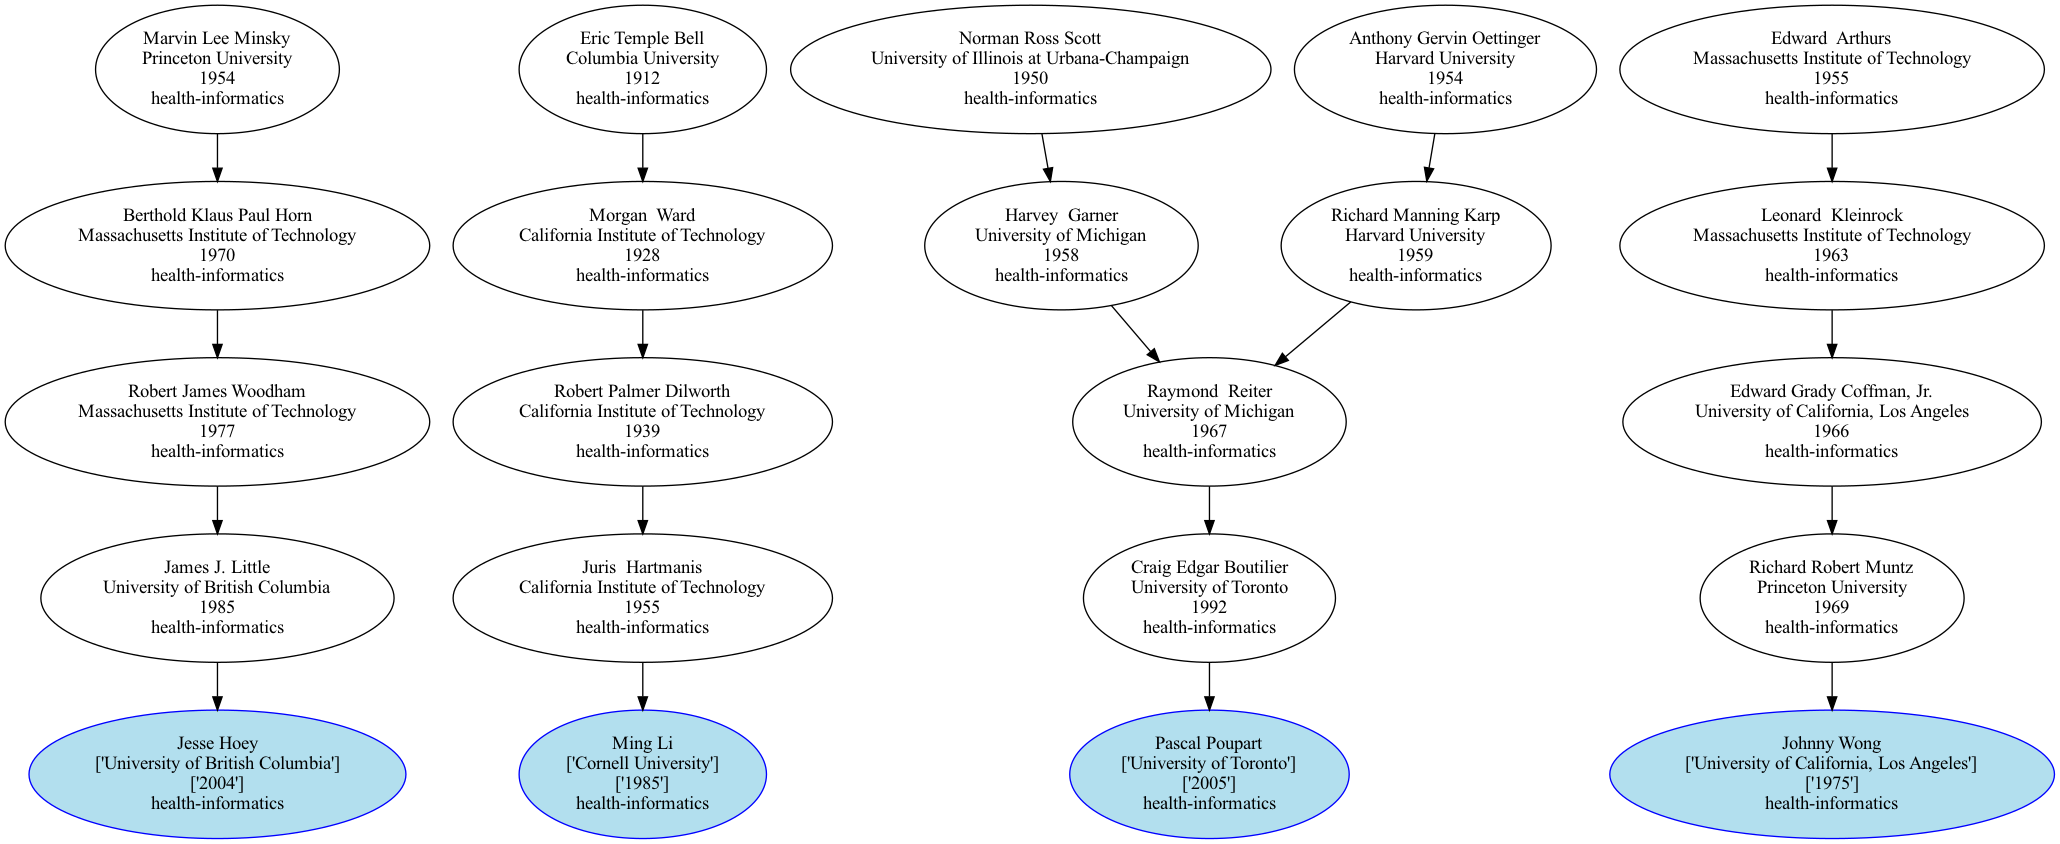 Marvin Lee Minsky
Princeton University
1954
health-informatics
Eric Temple Bell
Columbia University
1912
health-informatics
Norman Ross Scott
University of Illinois at Urbana-Champaign
1950
health-informatics
Anthony Gervin Oettinger
Harvard University
1954
health-informatics
Edward  Arthurs
Massachusetts Institute of Technology
1955
health-informatics
Berthold Klaus Paul Horn
Massachusetts Institute of Technology
1970
health-informatics
Morgan  Ward
California Institute of Technology
1928
health-informatics
Harvey  Garner
University of Michigan
1958
health-informatics
Richard Manning Karp
Harvard University
1959
health-informatics
Leonard  Kleinrock
Massachusetts Institute of Technology
1963
health-informatics
Robert James Woodham
Massachusetts Institute of Technology
1977
health-informatics
Robert Palmer Dilworth
California Institute of Technology
1939
health-informatics
Raymond  Reiter
University of Michigan
1967
health-informatics
Edward Grady Coffman, Jr.
University of California, Los Angeles
1966
health-informatics
James J. Little
University of British Columbia
1985
health-informatics
Juris  Hartmanis
California Institute of Technology
1955
health-informatics
Craig Edgar Boutilier
University of Toronto
1992
health-informatics
Richard Robert Muntz
Princeton University
1969
health-informatics
Jesse Hoey
['University of British Columbia']
['2004']
health-informatics
Ming Li
['Cornell University']
['1985']
health-informatics
Pascal Poupart
['University of Toronto']
['2005']
health-informatics
Johnny Wong
['University of California, Los Angeles']
['1975']
health-informatics